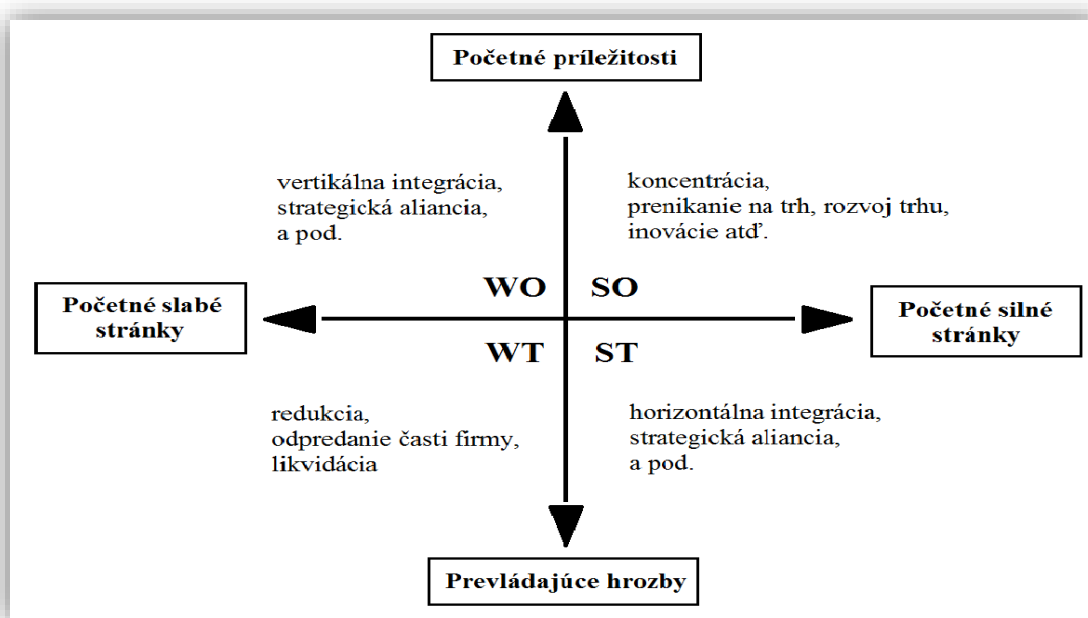 Početné príležitosti
vertikálna integrácia,
strategická aliancia,
a pod.
koncentrácia,
prenikanie na trh, rozvoj trhu,
inovácie atď.
WO
SO
Početné slabé
stránky
Početné silné
stránky
WT
ST
redukcia,
odpredanie časti firmy,
likvidácia
horizontálna integrácia,
strategická aliancia,
a pod.
Prevládajúce hrozby